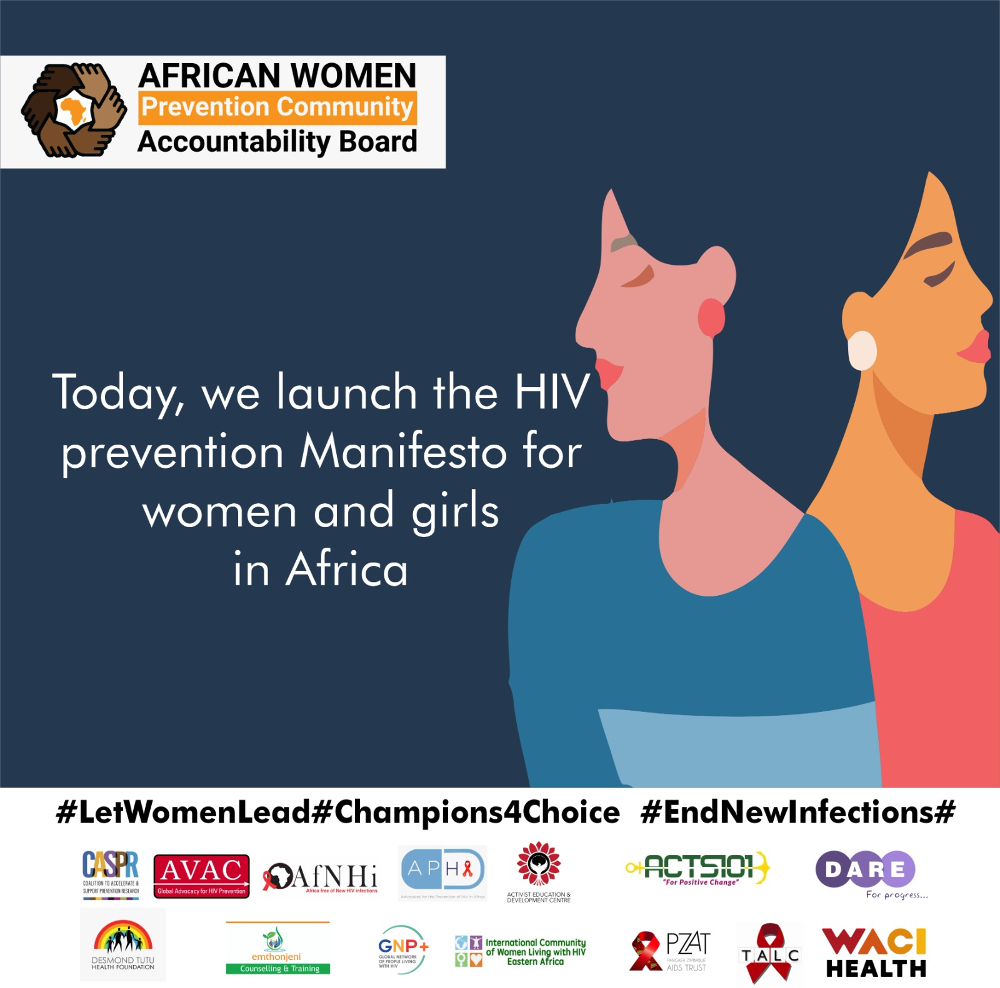 AFRICAN WOMEN
Prevention Community
Accountability Board
Today, we launch the HIV
prevention Manifesto for
women and girls
in Africa
#LetWomenLead#Champions4Choice #EndNewInfections#
CASPR
COALITION TO ACCELERATE &
SUPPORT PREVENTION RESEARCH
AVAC
Global Advocacy for HIV Prevention
AfNHi
Africa free of New HIV infections
APHA
Advocates for the Prevention of HIV in Africa
ACTIVIST EDUCATION &
DEVELOPMENT CENTRE
ACTS101
"For Positive Change"
DARE
For progress...
DESMOND TUTU
HEALTH FOUNDATION
emthonjeni
Counselling & Training
GNP+
GLOBAL NETWORK
OF PEOPLE LIVING
WITH HIV
International Community
of Women Living with HIV
Eastern Africa
PZAT
PANGAEA ZIMBABWE
AIDS TRUST
TALC
WACI
HEALTH